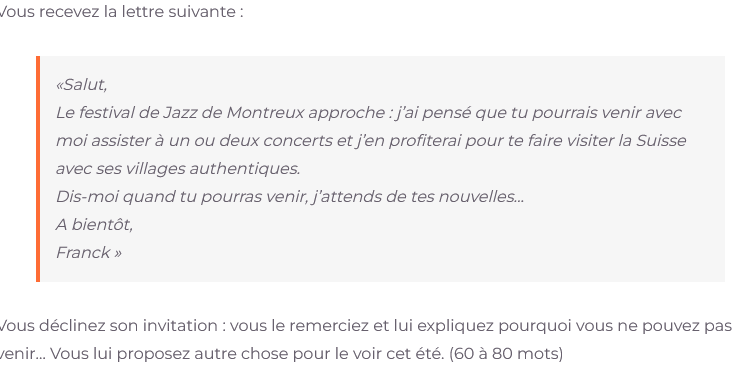 Vous recevez la lettre suivante :
«Salut,
Le festival de Jazz de Montreux approche : j'ai pensé que tu pourrais venir avec
moi assister à un ou deux concerts et j'en profiterai pour te faire visiter la Suisse
avec ses villages authentiques.
Dis-moi quand tu pourras venir, j'attends de tes nouvelles...
A bientôt,
Franck »
Vous déclinez son invitation : vous le remerciez et lui expliquez pourquoi vous ne pouvez pas
venir... Vous lui proposez autre chose pour le voir cet été. (60 à 80 mots)